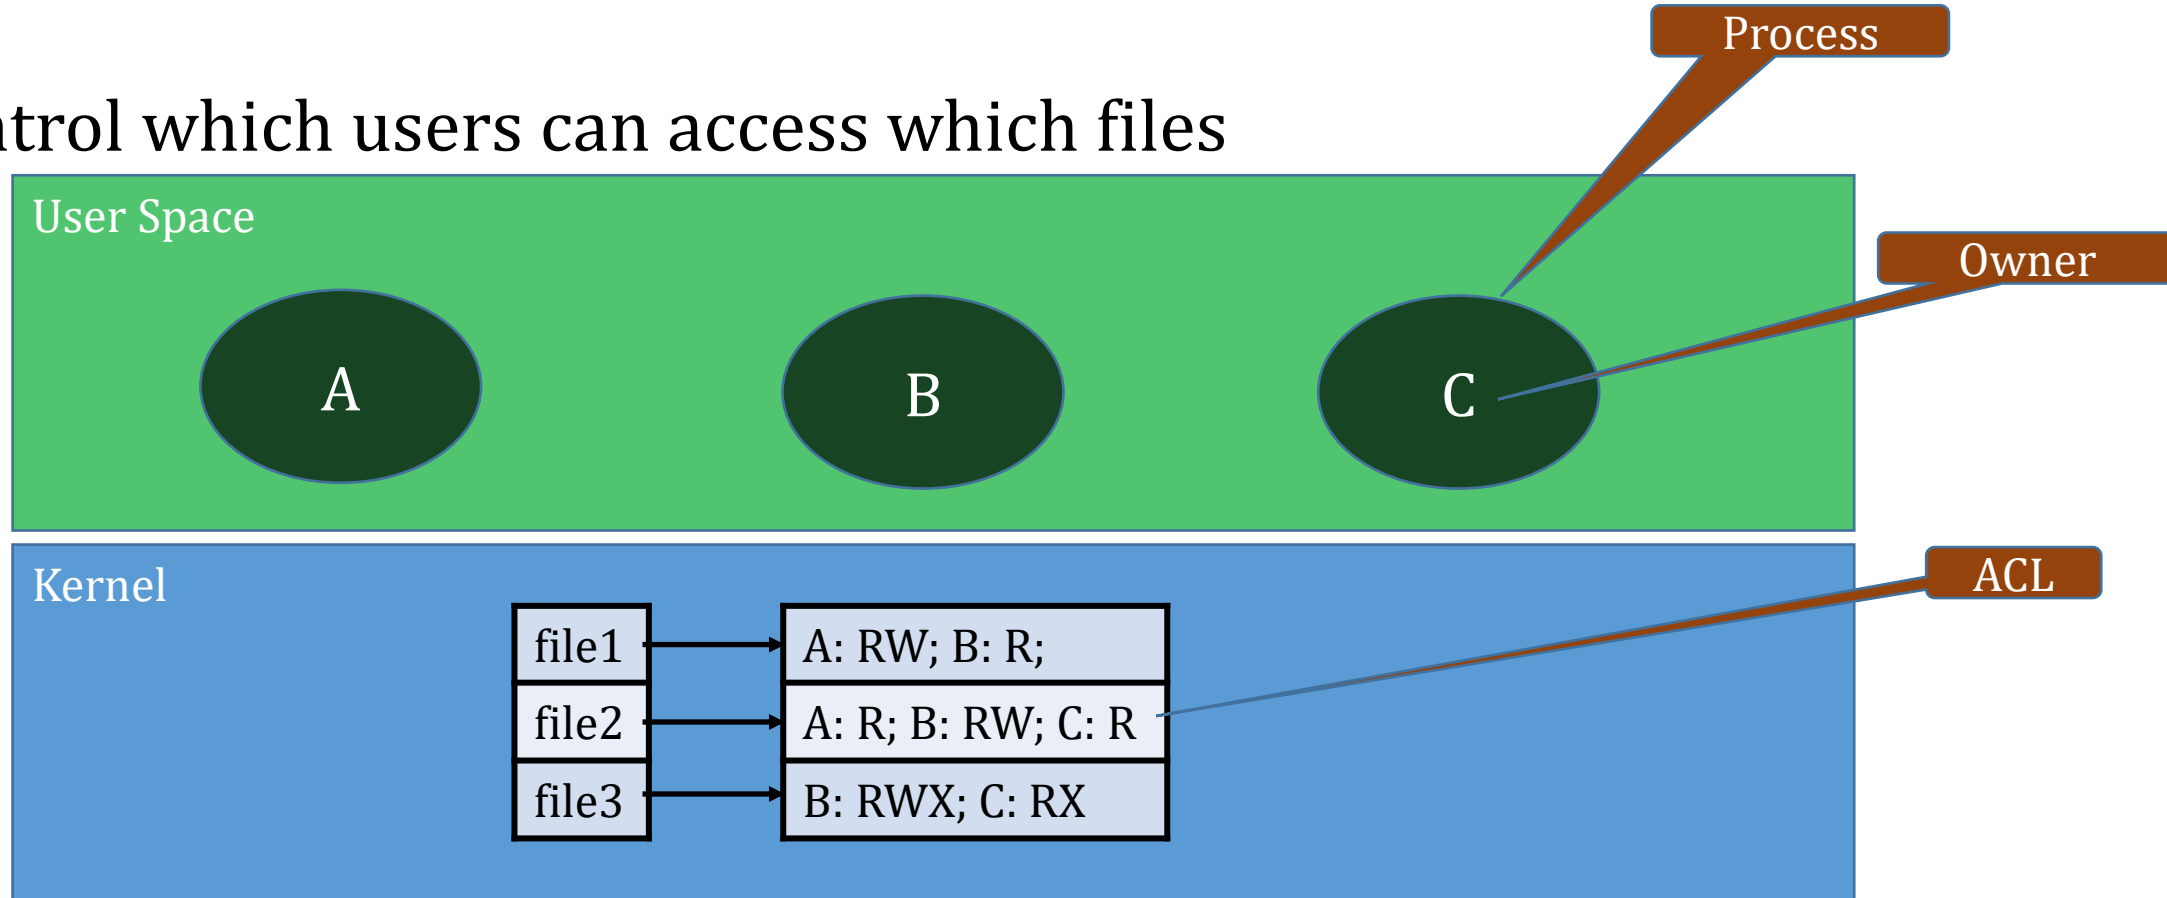 Process
ntrol which users can access which files
User Space
Owner
A
B
C
Kernel
ACL
file1
A: RW; B: R;
file2
A: R; B: RW; C: R
file3
B: RWX; C: RX